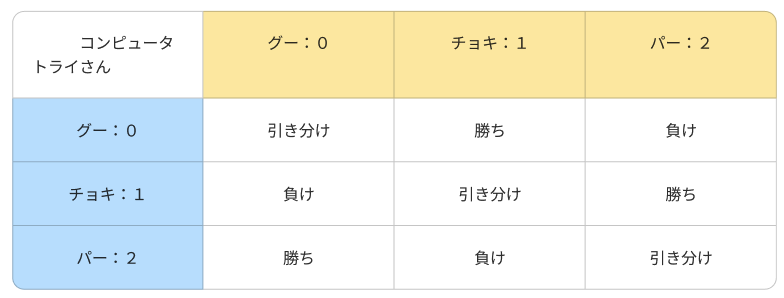 コンピュータ
トライさん
グー：０ チョキ：１ パー：２
グー：０ 引き分け 勝ち 負け
チョキ：１ 負け 引き分け 勝ち
パー：２ 勝ち 負け 引き分け